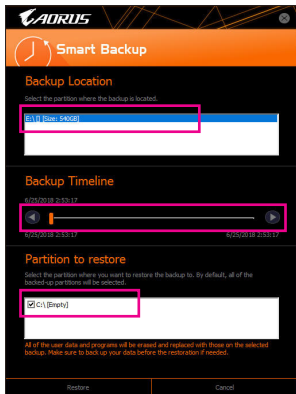 AORUS
Smart Backup
Backup Location
Select the partition where the backup is located.
E:\ [] [Size: 540GB]
Backup Timeline
6/25/2018 2:53:17
6/25/2018 2:53:17 6/25/2018 2:53:17
Partition to restore
Select the partition where you want to restore the backup to. By default, all of the
backed-up partitions will be selected.
C:\ [Empty]
All of the user data and programs will be erased and replaced with those on the selected
backup. Make sure to back up your data before the restoration if needed.
Restore Cancel